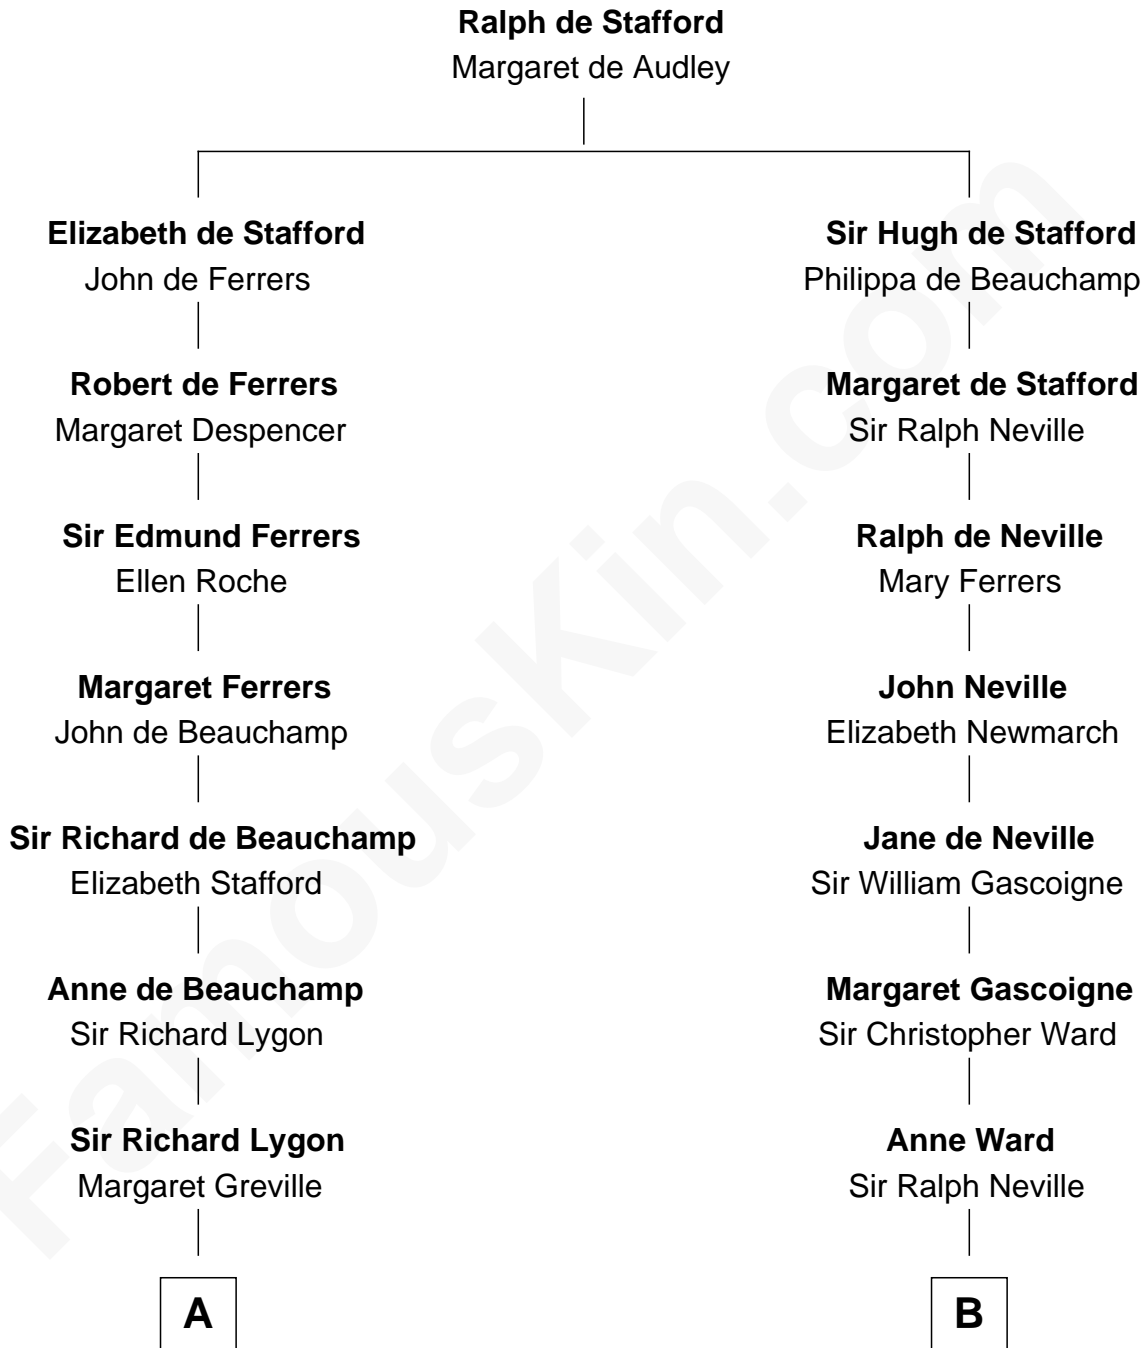 Ralph de Stafford
Margaret de Audley
Elizabeth de Stafford
John de Ferrers
Sir Hugh de Stafford
Philippa de Beauchamp
Robert de Ferrers
Margaret Despencer
Margaret de Stafford
Sir Ralph Neville
Sir Edmund Ferrers
Ellen Roche
Ralph de Neville
Mary Ferrers
Margaret Ferrers
John de Beauchamp
John Neville
Elizabeth Newmarch
Sir Richard de Beauchamp
Elizabeth Stafford
Jane de Neville
Sir William Gascoigne
Anne de Beauchamp
Sir Richard Lygon
Margaret Gascoigne
Sir Christopher Ward
Sir Richard Lygon
Margaret Greville
Anne Ward
Sir Ralph Neville
A
B
FamousKin.com